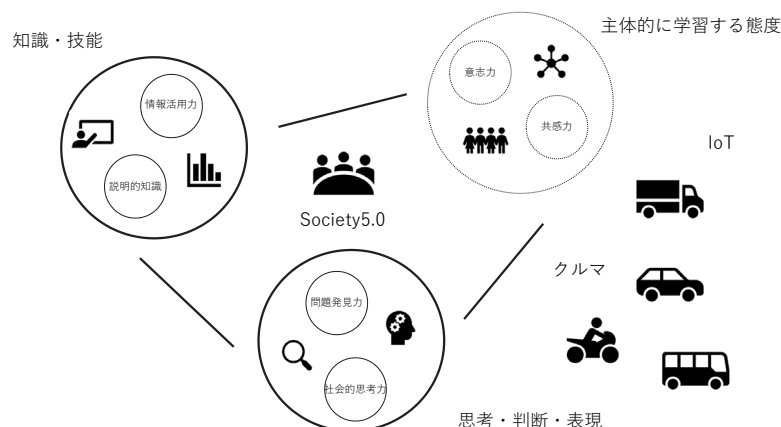 主体的に学習する態度
知識・技能
意志力
情報活用力
共感力
IoT
説明的知識
Society5.0
クルマ
問題発見力
社会的思考力
思考・判断・表現